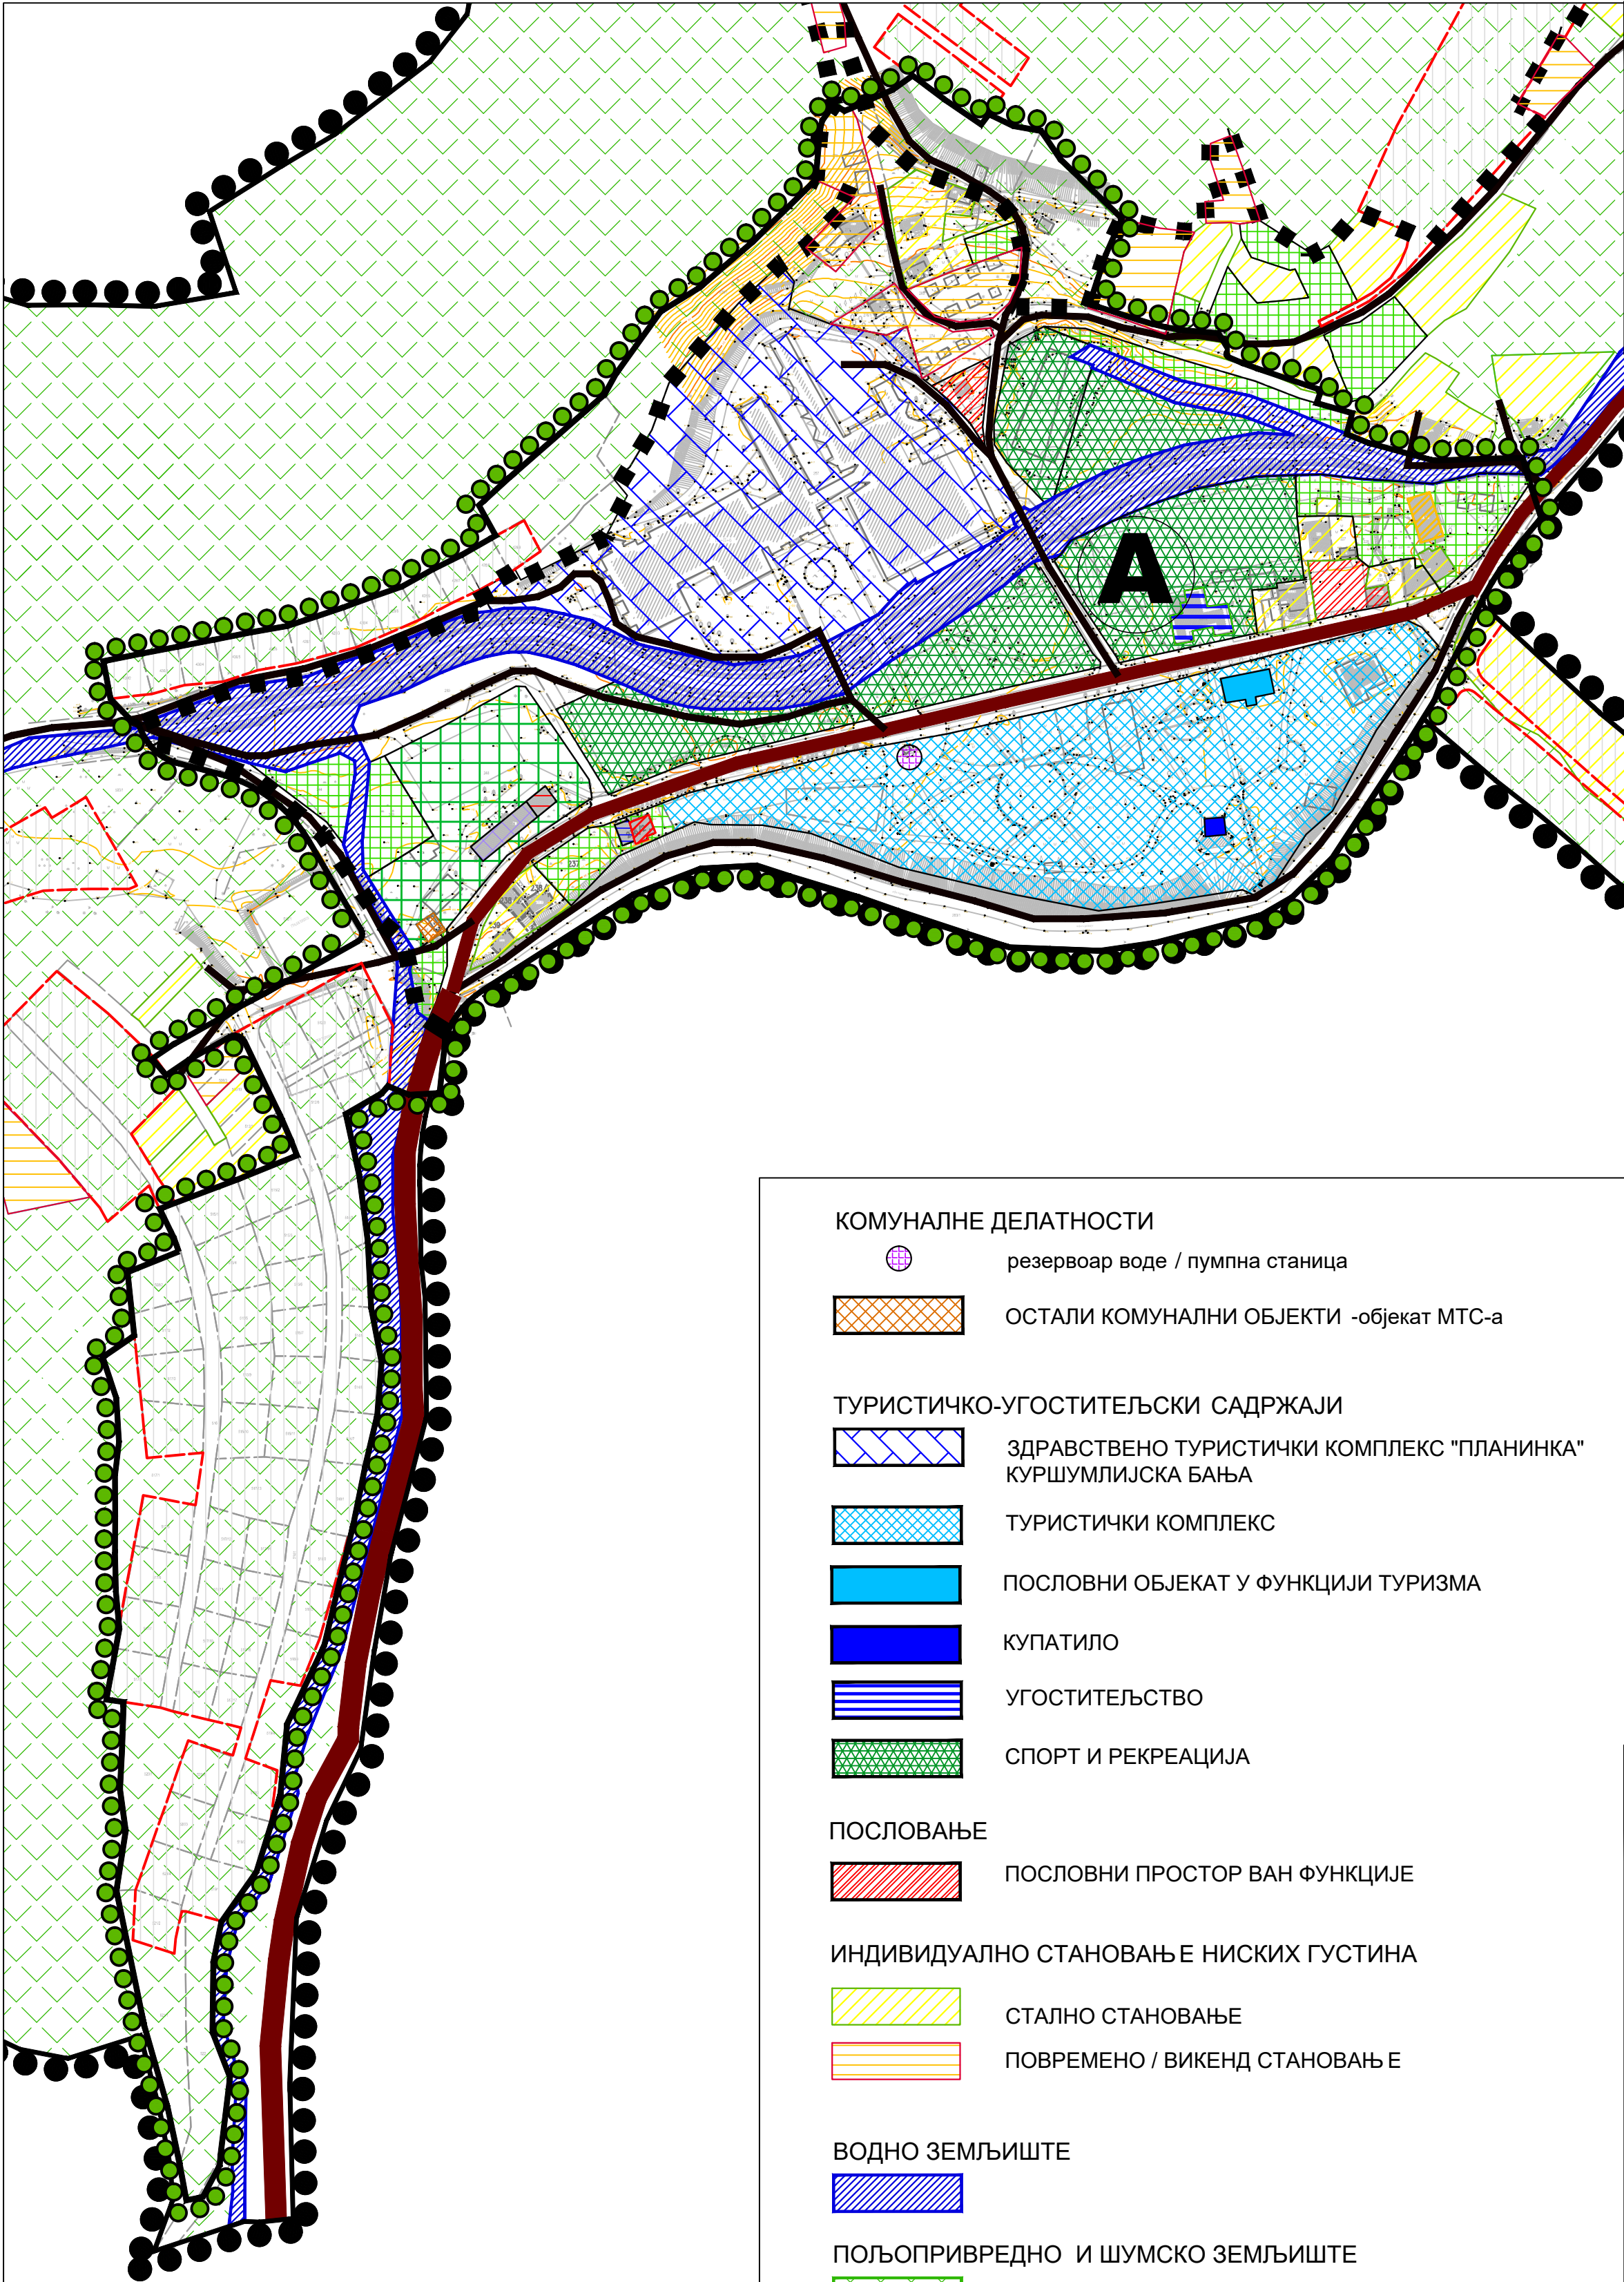 А
237
238
КОМУНАЛНЕ ДЕЛАТНОСТИ
резервоар воде / пумпна станица
ОСТАЛИ КОМУНАЛНИ ОБЈЕКТИ -објекат МТС-а
ТУРИСТИЧКО-УГОСТИТЕЉСКИ САДРЖАЈИ
ЗДРАВСТВЕНО ТУРИСТИЧКИ КОМПЛЕКС "ПЛАНИНКА"
КУРШУМЛИЈСКА БАЊА
ТУРИСТИЧКИ КОМПЛЕКС
ПОСЛОВНИ ОБЈЕКАТ У ФУНКЦИЈИ ТУРИЗМА
КУПАТИЛО
УГОСТИТЕЉСТВО
СПОРТ И РЕКРЕАЦИЈА
ПОСЛОВАЊЕ
ПОСЛОВНИ ПРОСТОР ВАН ФУНКЦИЈЕ
ИНДИВИДУАЛНО СТАНОВАЊЕ НИСКИХ ГУСТИНА
СТАЛНО СТАНОВАЊЕ
ПОВРЕМЕНО / ВИКЕНД СТАНОВАЊЕ
ВОДНО ЗЕМЉИШТЕ
ПОЉОПРИВРЕДНО И ШУМСКО ЗЕМЉИШТЕ